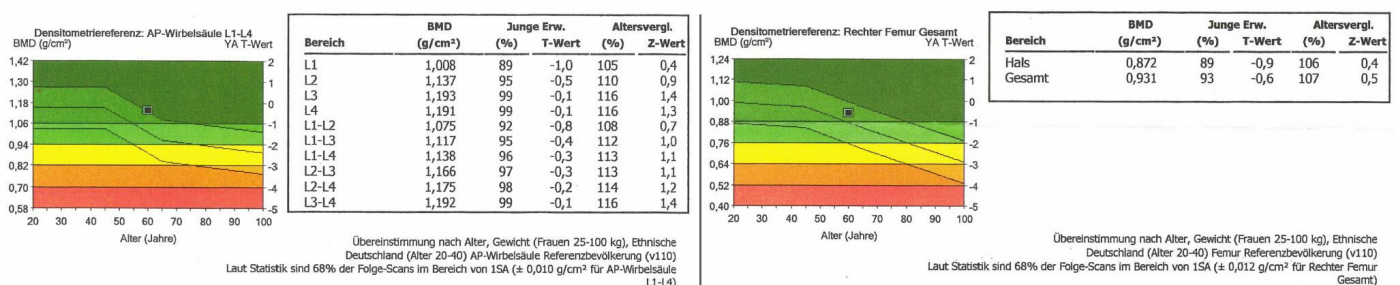 Densitometriereferenz: AP-Wirbelsäule L1-L4
BMD (g/cm²) YA T-Wert
1,42 2
1,30 1
1,18 0
1,06 -1
0,94 -2
0,82 -3
0,70 -4
0,58 -5
20 30 40 50 60 70 80 90 100
Alter (Jahre)
BMD Junge Erw. Altersvergl.
Bereich (g/cm²) (%) T-Wert (%) Z-Wert
L1 1,008 89 -1,0 105 0,4
L2 1,137 95 -0,5 110 0,9
L3 1,193 99 -0,1 116 1,4
L4 1,191 99 -0,1 116 1,3
L1-L2 1,075 92 -0,8 108 0,7
L1-L3 1,117 95 -0,4 112 1,0
L1-L4 1,138 96 -0,3 113 1,1
L2-L3 1,166 97 -0,3 113 1,1
L2-L4 1,175 98 -0,2 114 1,2
L3-L4 1,192 99 -0,1 116 1,4
Übereinstimmung nach Alter, Gewicht (Frauen 25-100 kg), Ethnische
Deutschland (Alter 20-40) AP-Wirbelsäule Referenzbevölkerung (v110)
Laut Statistik sind 68% der Folge-Scans im Bereich von 1SA (± 0,010 g/cm² für AP-Wirbelsäule
L1-L4)
Densitometriereferenz: Rechter Femur Gesamt
BMD (g/cm²) YA T-Wert
1,24 2
1,12 1
1,00 0
0,88 -1
0,76 -2
0,64 -3
0,52 -4
0,40 -5
20 30 40 50 60 70 80 90 100
Alter (Jahre)
BMD Junge Erw. Altersvergl.
Bereich (g/cm²) (%) T-Wert (%) Z-Wert
Hals 0,872 89 -0,9 106 0,4
Gesamt 0,931 93 -0,6 107 0,5
Übereinstimmung nach Alter, Gewicht (Frauen 25-100 kg), Ethnische
Deutschland (Alter 20-40) Femur Referenzbevölkerung (v110)
Laut Statistik sind 68% der Folge-Scans im Bereich von 1SA (± 0,012 g/cm² für Rechter Femur
Gesamt)